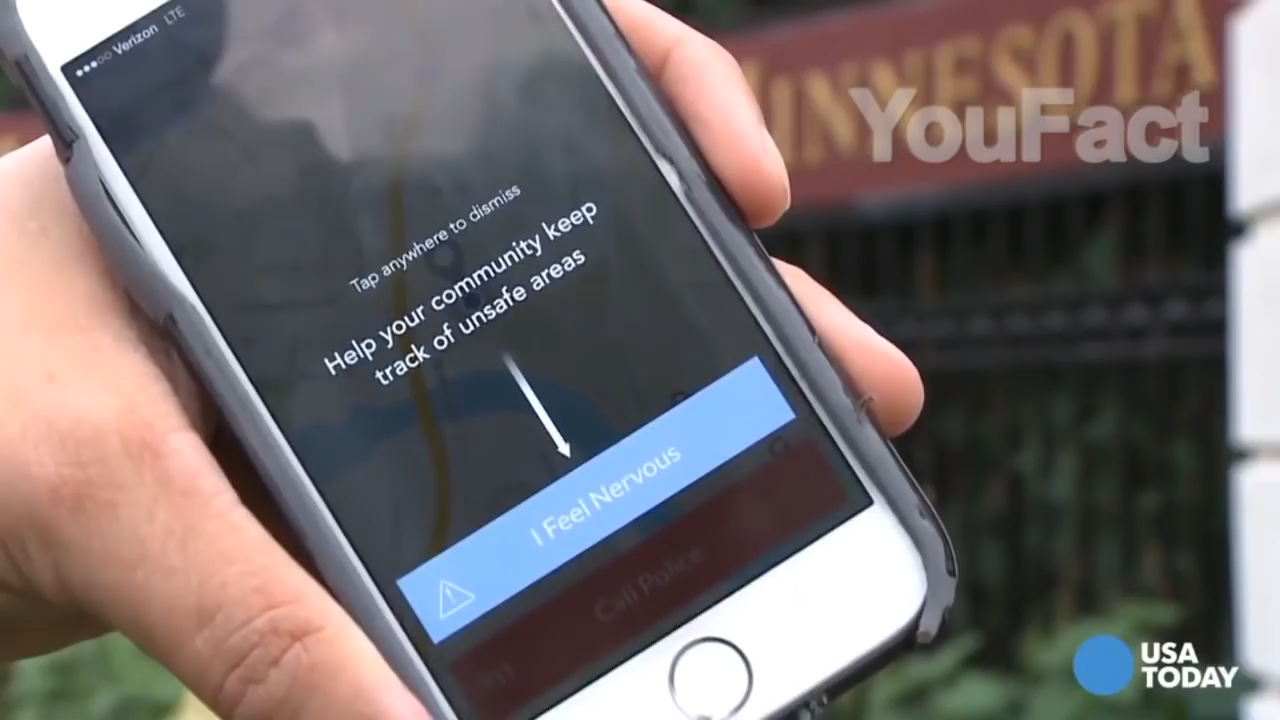 Verizon LTE
MINNESOTA
YouFact
Tap anywhere to dismiss
Help your community keep
track of unsafe areas
I Feel Nervous
Call Police
911
USA
TODAY